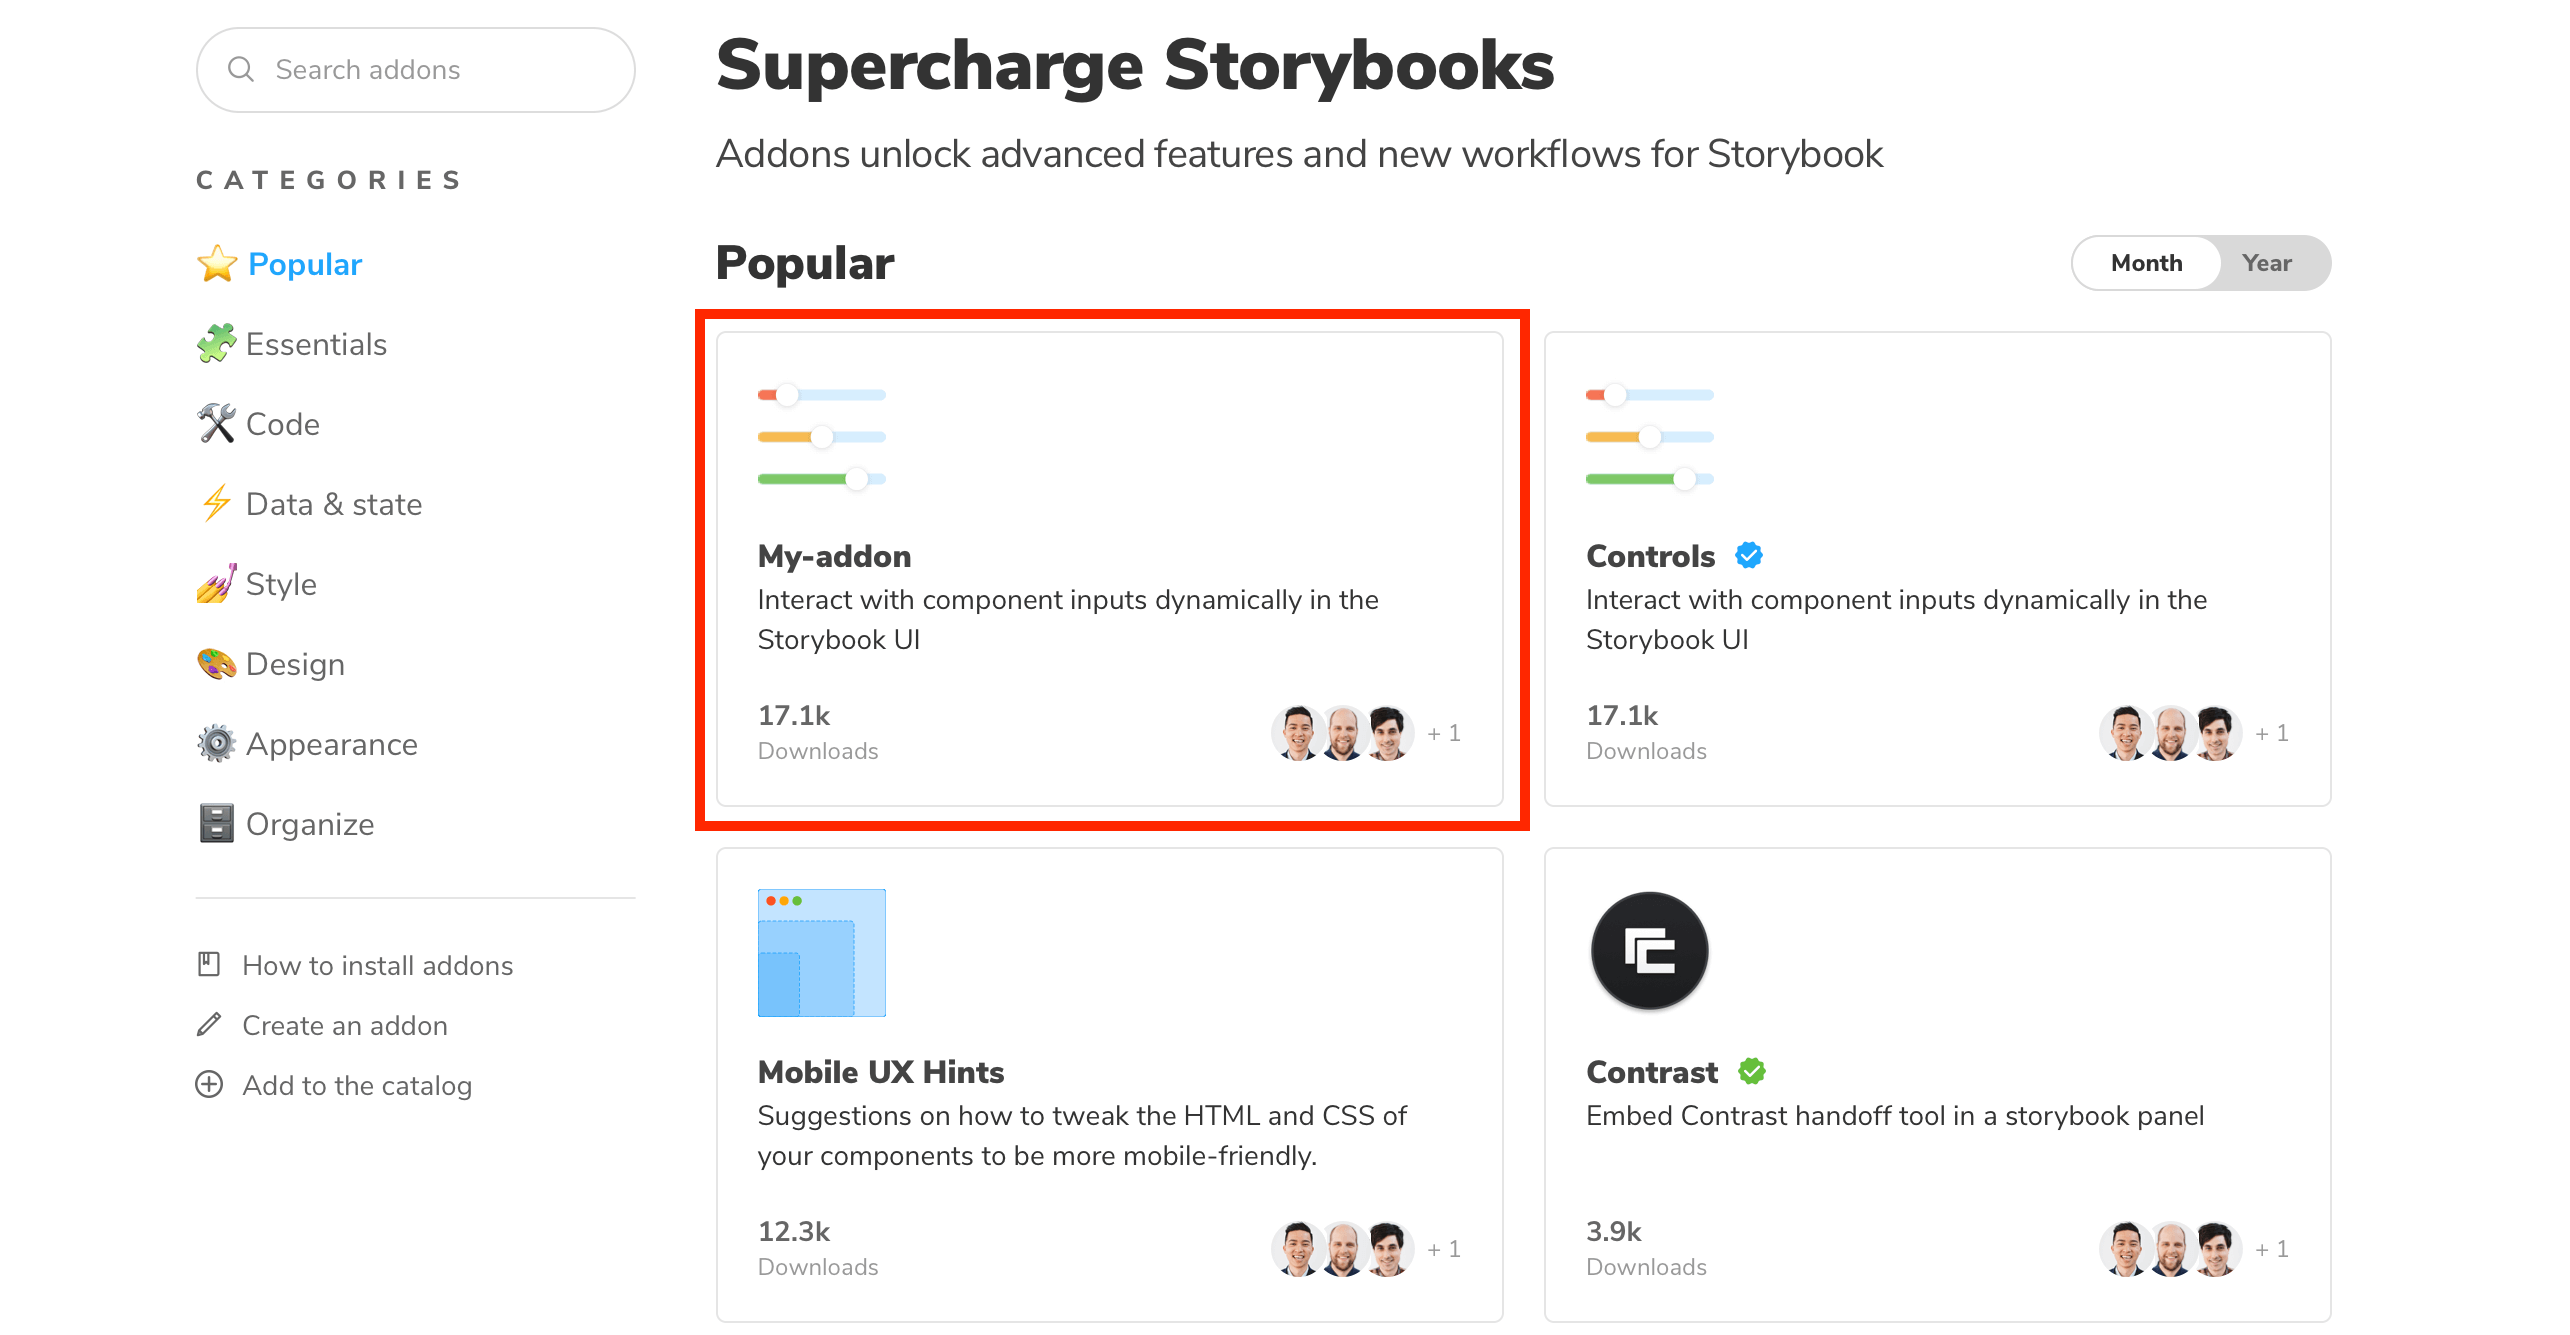 Search addons
CATEGORIES
Popular
Essentials
Code
Data & state
Style
Design
Appearance
Organize
How to install addons
Create an addon
Add to the catalog
Supercharge Storybooks
Addons unlock advanced features and new workflows for Storybook
Popular
Month Year
My-addon
Interact with component inputs dynamically in the
Storybook UI
17.1k
Downloads
+ 1
Controls
Interact with component inputs dynamically in the
Storybook UI
17.1k
Downloads
+ 1
Mobile UX Hints
Suggestions on how to tweak the HTML and CSS of
your components to be more mobile-friendly.
12.3k
Downloads
+ 1
Contrast
Embed Contrast handoff tool in a storybook panel
3.9k
Downloads
+ 1